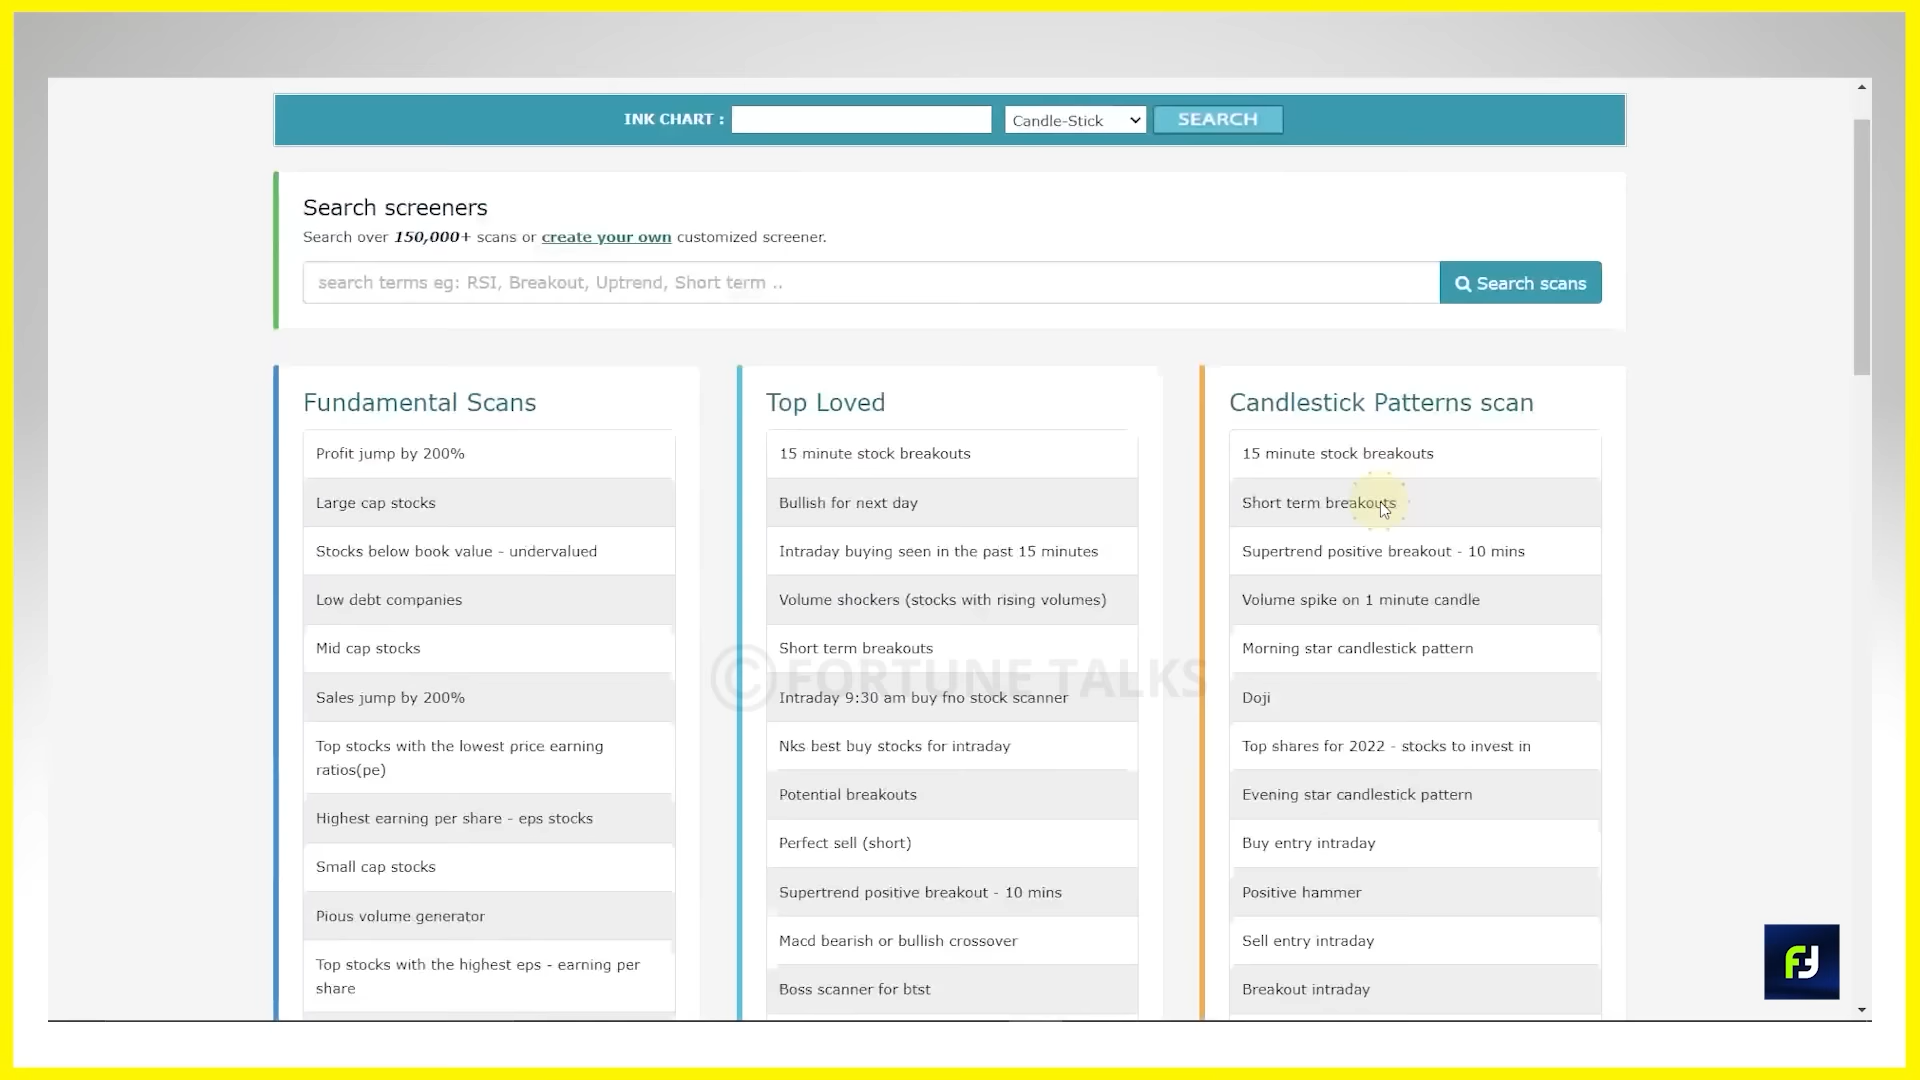 INK CHART :
Candle-Stick
SEARCH
Search screeners
Search over 150,000+ scans or create your own customized screener.
search terms eg: RSI, Breakout, Uptrend, Short term ..
Search scans
Fundamental Scans
Profit jump by 200%
Large cap stocks
Stocks below book value - undervalued
Low debt companies
Mid cap stocks
Sales jump by 200%
Top stocks with the lowest price earning
ratios(pe)
Highest earning per share - eps stocks
Small cap stocks
Pious volume generator
Top stocks with the highest eps - earning per
share
Top Loved
15 minute stock breakouts
Bullish for next day
Intraday buying seen in the past 15 minutes
Volume shockers (stocks with rising volumes)
Short term breakouts
Intraday 9:30 am buy fno stock scanner
Nks best buy stocks for intraday
Potential breakouts
Perfect sell (short)
Supertrend positive breakout - 10 mins
Macd bearish or bullish crossover
Boss scanner for btst
Candlestick Patterns scan
15 minute stock breakouts
Short term breakouts
Supertrend positive breakout - 10 mins
Volume spike on 1 minute candle
Morning star candlestick pattern
Doji
Top shares for 2022 - stocks to invest in
Evening star candlestick pattern
Buy entry intraday
Positive hammer
Sell entry intraday
Breakout intraday
© FORTUNE TALKS